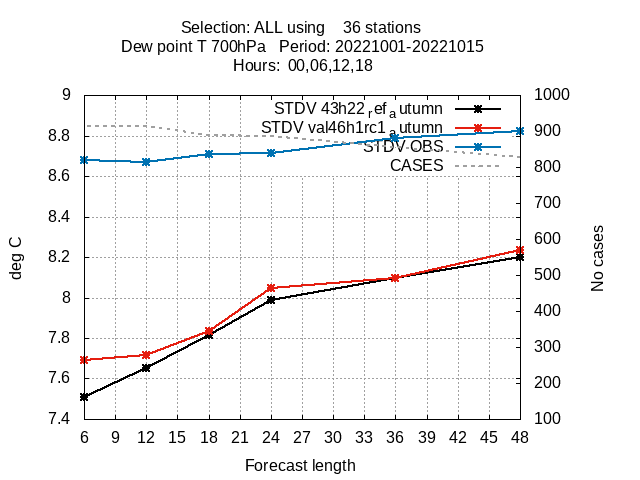 Selection: ALL using 36 stations
Dew point T 700hPa Period: 20221001-20221015
Hours: 00,06,12,18
9 1000
STDV 43h22_ref_autumn
8.8 STDV val46h1rc1_autumn 900
STDV OBS
8.6 CASES 800
8.4 700
8.2 600
deg C No cases
500
8 400
7.8 300
7.6 200
7.4 100
6 9 12 15 18 21 24 27 30 33 36 39 42 45 48
Forecast length